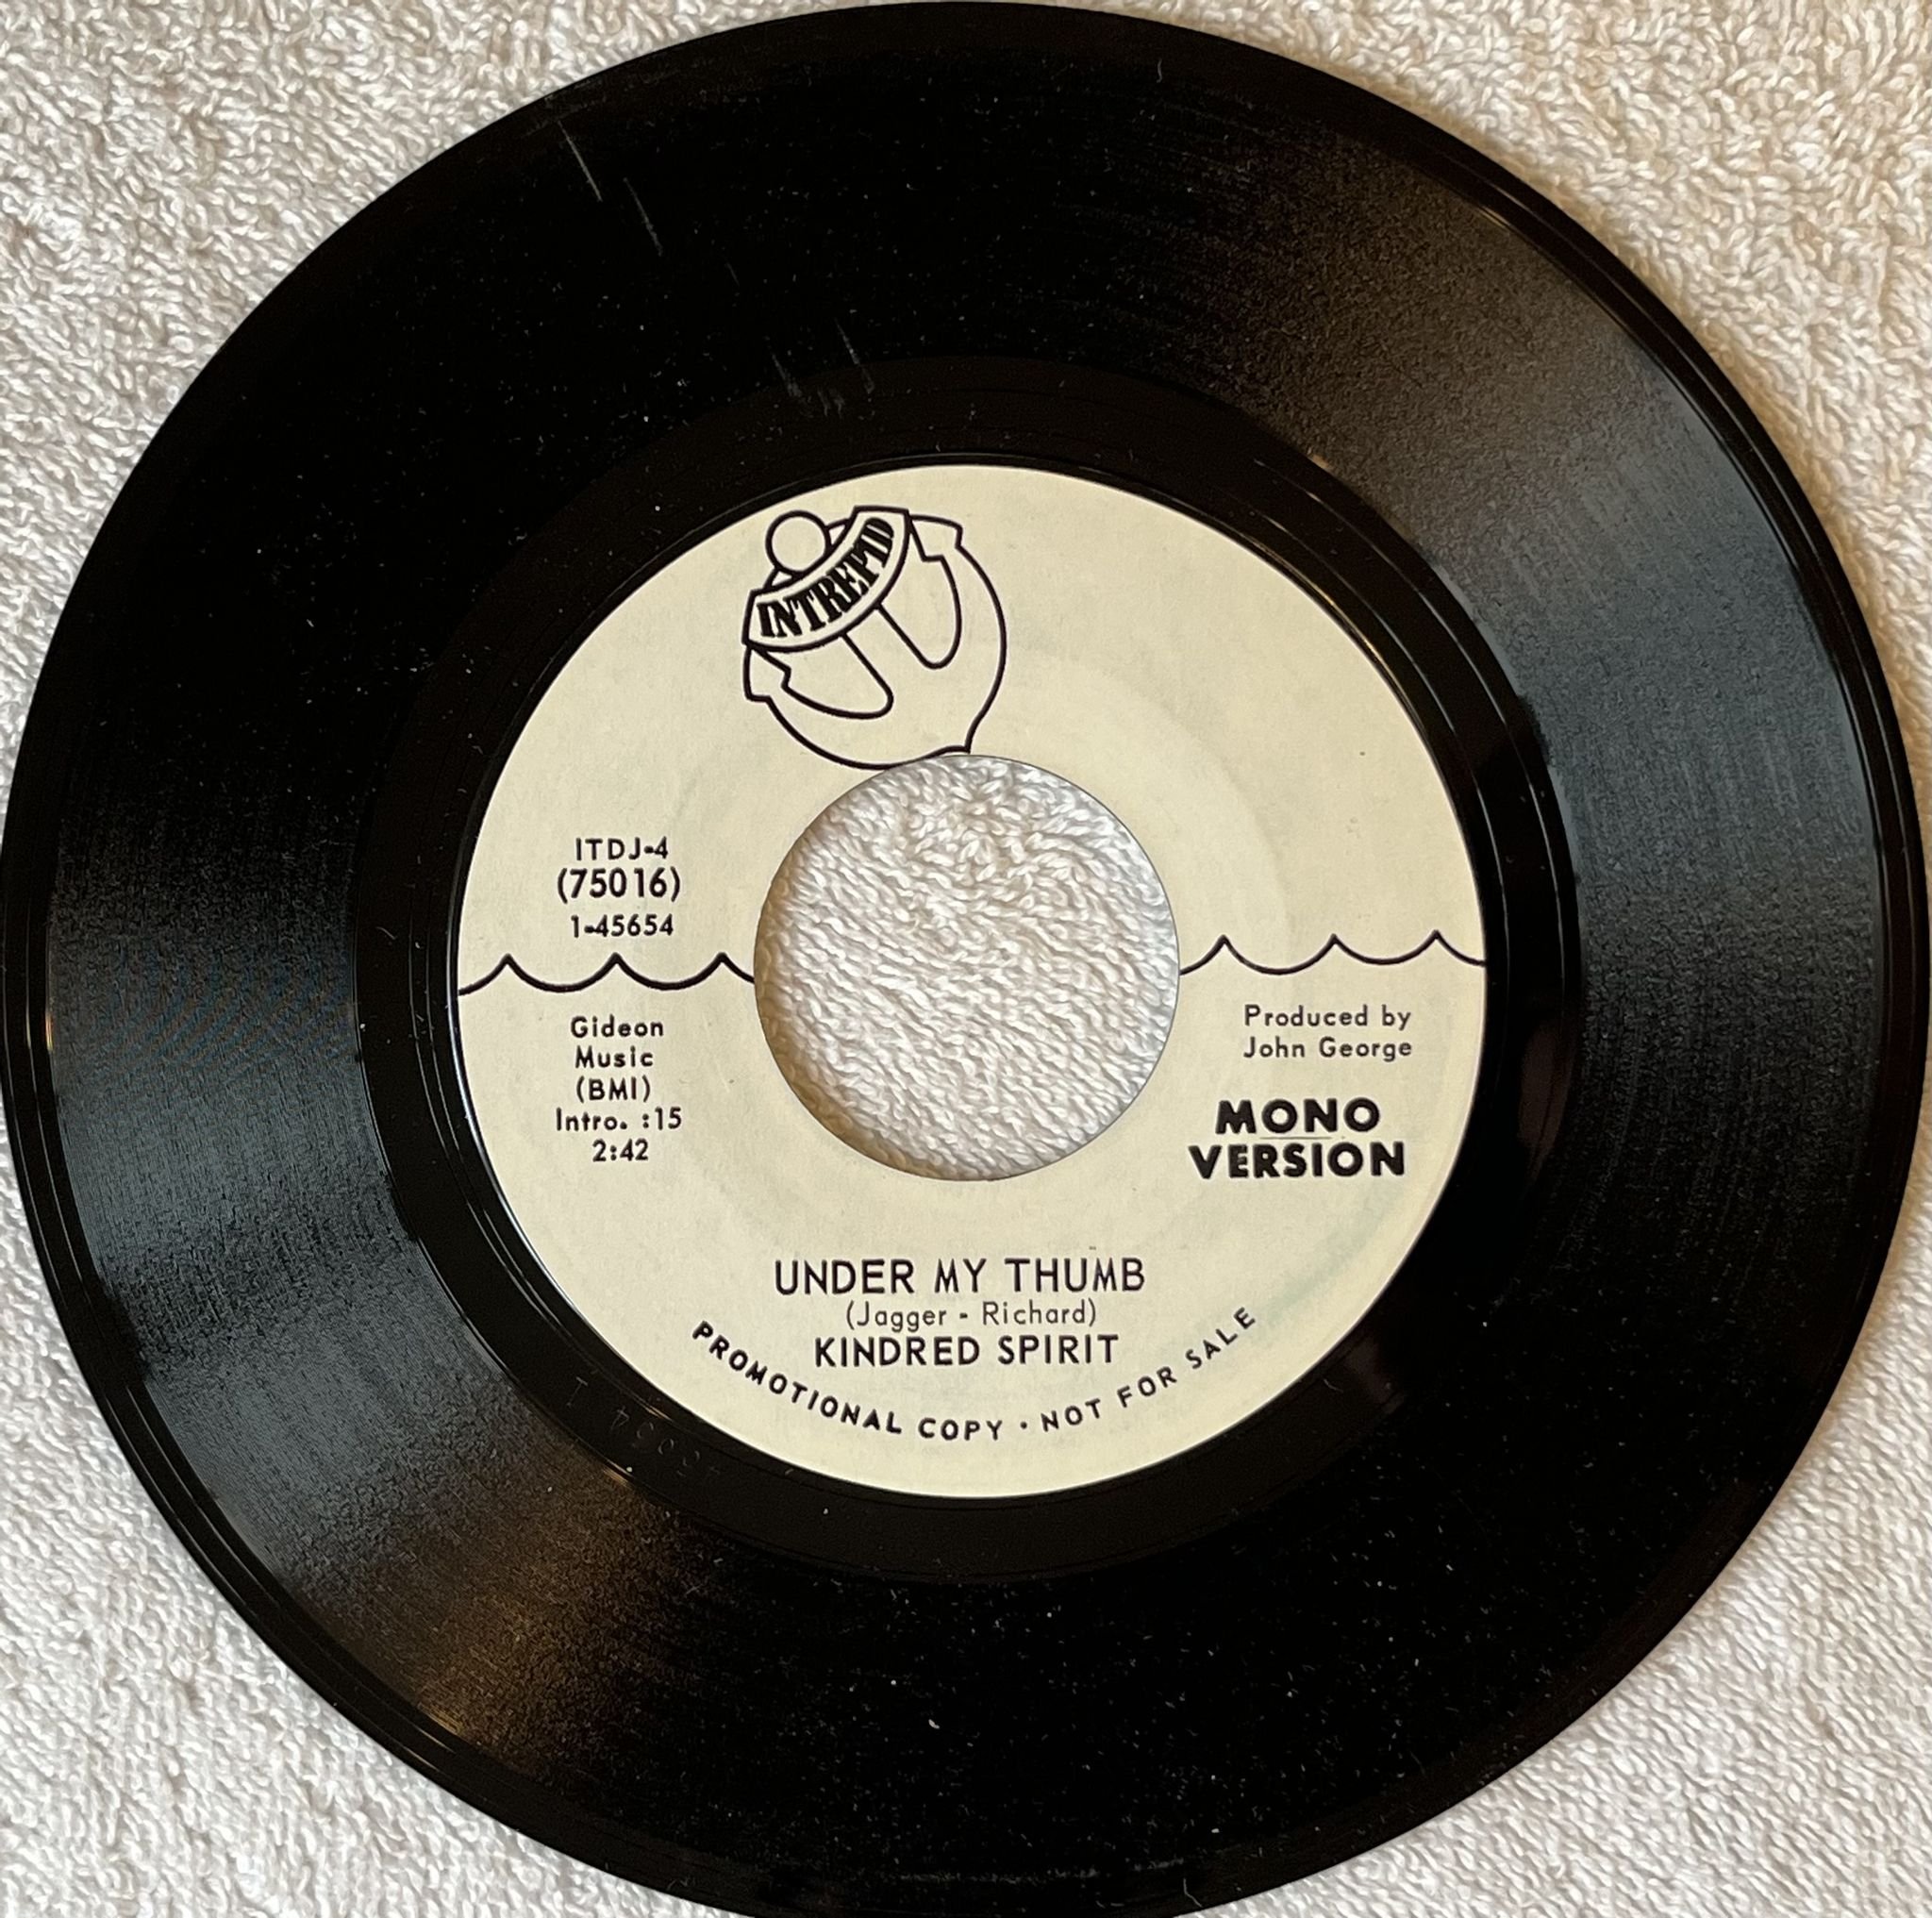 INTREPID
ITDJ-4
(75016)
1-45654
Gideon
Music
(BMI)
Intro. :15
2:42
Produced by
John George
MONO
VERSION
UNDER MY THUMB
(Jagger - Richard)
KINDRED SPIRIT
PROMOTIONAL COPY · NOT FOR SALE